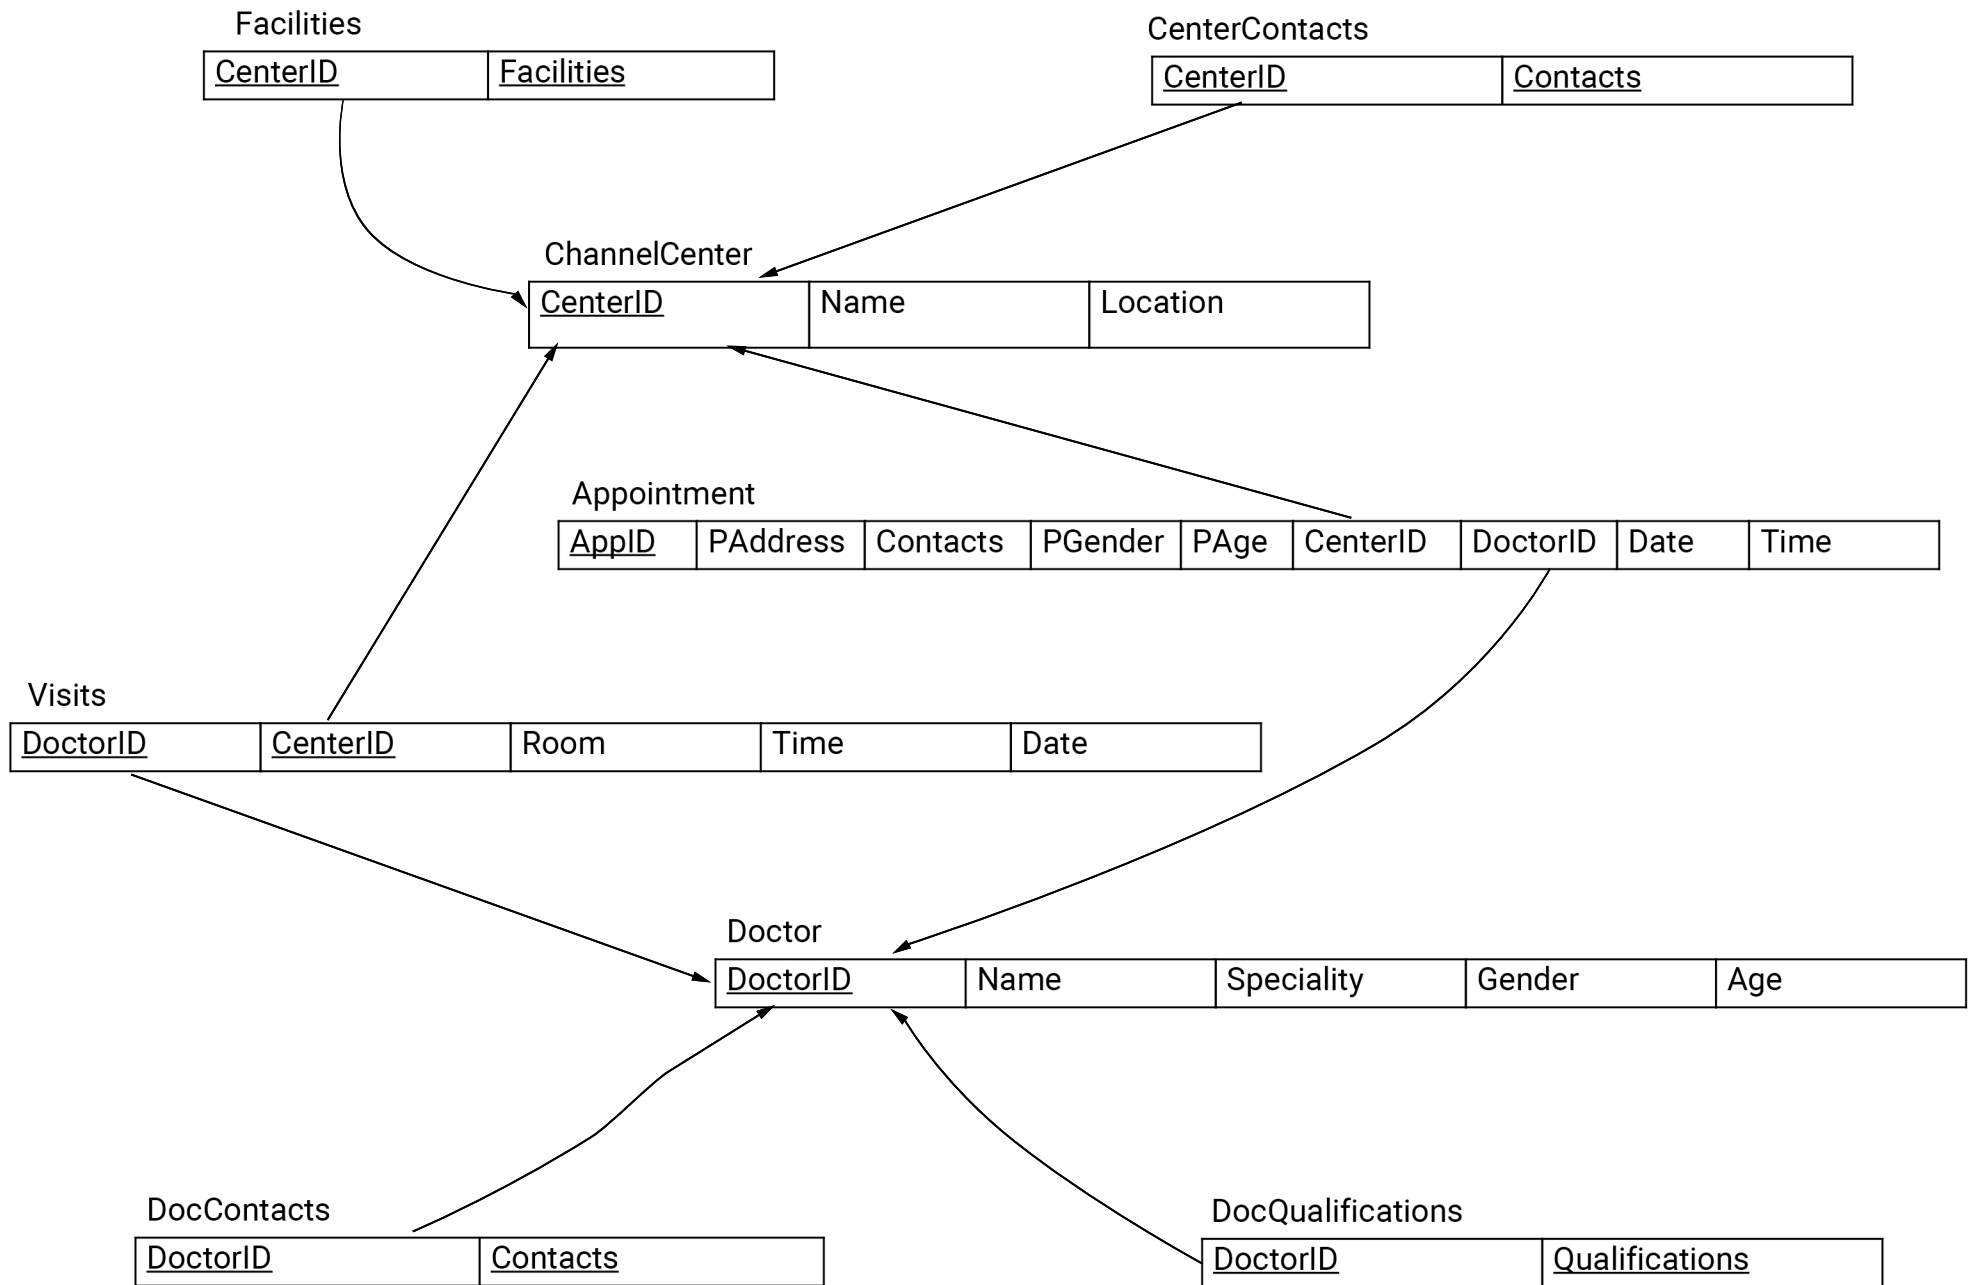 Facilities
CenterID Facilities
CenterContacts
CenterID Contacts
ChannelCenter
CenterID Name Location
Appointment
AppID PAddress Contacts PGender PAge CenterID DoctorID Date Time
Visits
DoctorID CenterID Room Time Date
Doctor
DoctorID Name Speciality Gender Age
DocContacts
DoctorID Contacts
DocQualifications
DoctorID Qualifications